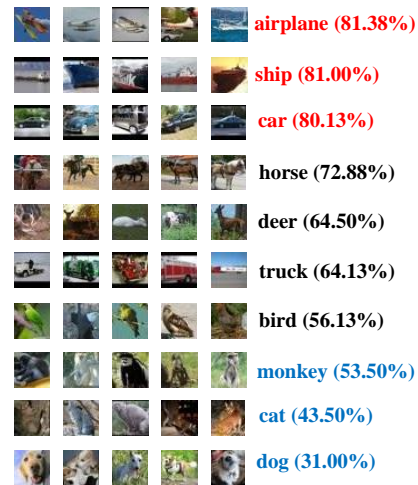 airplane (81.38%)
ship (81.00%)
car (80.13%)
horse (72.88%)
deer (64.50%)
truck (64.13%)
bird (56.13%)
monkey (53.50%)
cat (43.50%)
dog (31.00%)